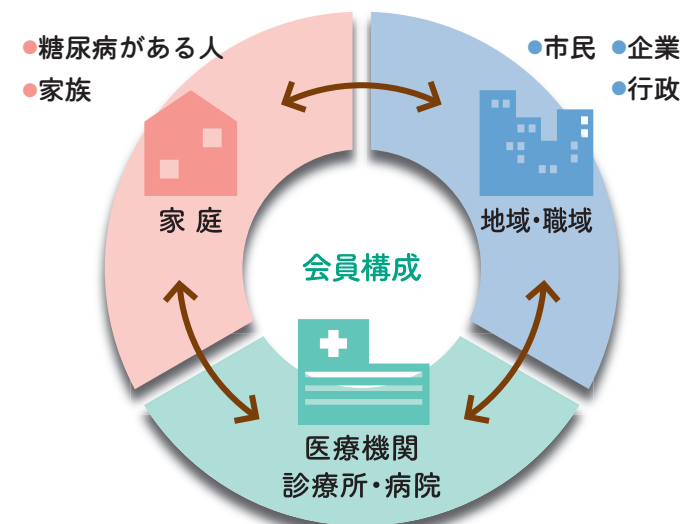 ●糖尿病がある人
●家族
●市民 ●企業
●行政
家 庭
地域・職域
会員構成
医療機関
診療所・病院